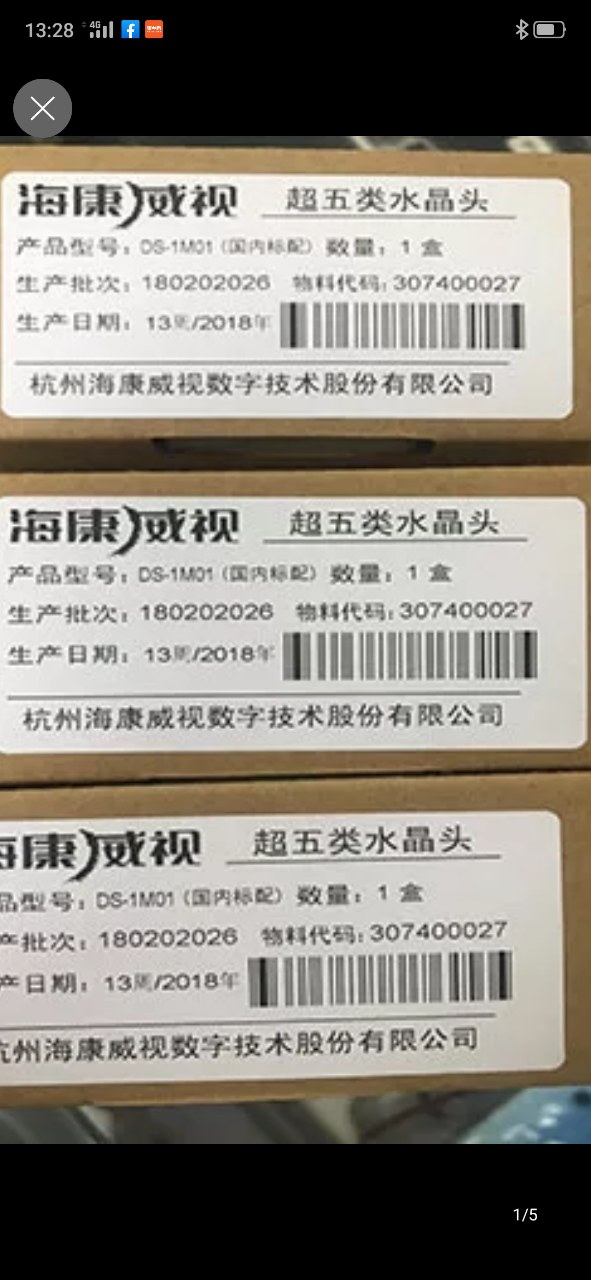 13:28
4G
海康威视 超五类水晶头
产品型号：DS-1M01（国内标配）数量：1 盒
生产批次：180202026 物料代码：307400027
生产日期：13周/2018年
杭州海康威视数字技术股份有限公司
海康威视 超五类水晶头
产品型号：DS-1M01（国内标配）数量：1 盒
生产批次：180202026 物料代码：307400027
生产日期：13周/2018年
杭州海康威视数字技术股份有限公司
康威视 超五类水晶头
品型号：DS-1M01（国内标配）数量：1 盒
产批次：180202026 物料代码：307400027
产日期：13周/2018年
州海康威视数字技术股份有限公司
1/5